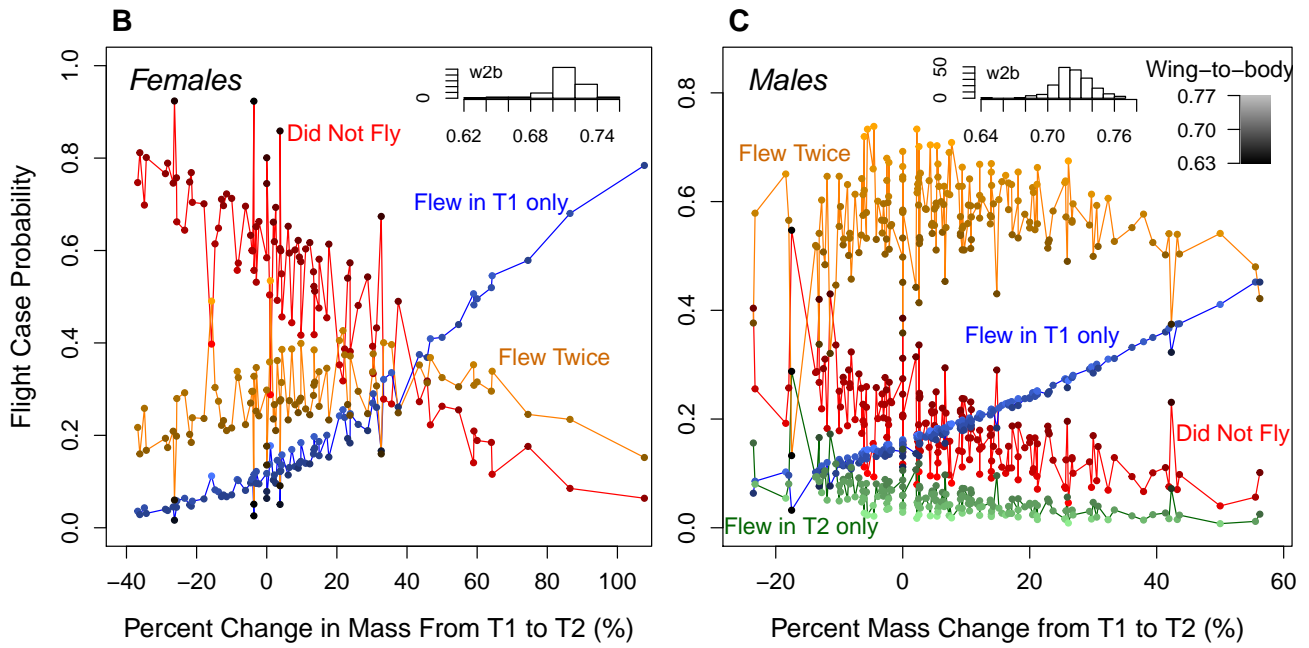 B
Females
w2b
0
0.62 0.68 0.74
Did Not Fly
Flew in T1 only
Flew Twice
Flight Case Probability
1.0
0.8
0.6
0.4
0.2
0.0
−40 −20 0 20 40 60 80 100
Percent Change in Mass From T1 to T2 (%)
C
Males
w2b
50
0
0.64 0.70 0.76
Wing−to−body
0.77
0.70
0.63
Flew Twice
Flew in T1 only
Did Not Fly
Flew in T2 only
0.8
0.6
0.4
0.2
0.0
−20 0 20 40 60
Percent Mass Change from T1 to T2 (%)